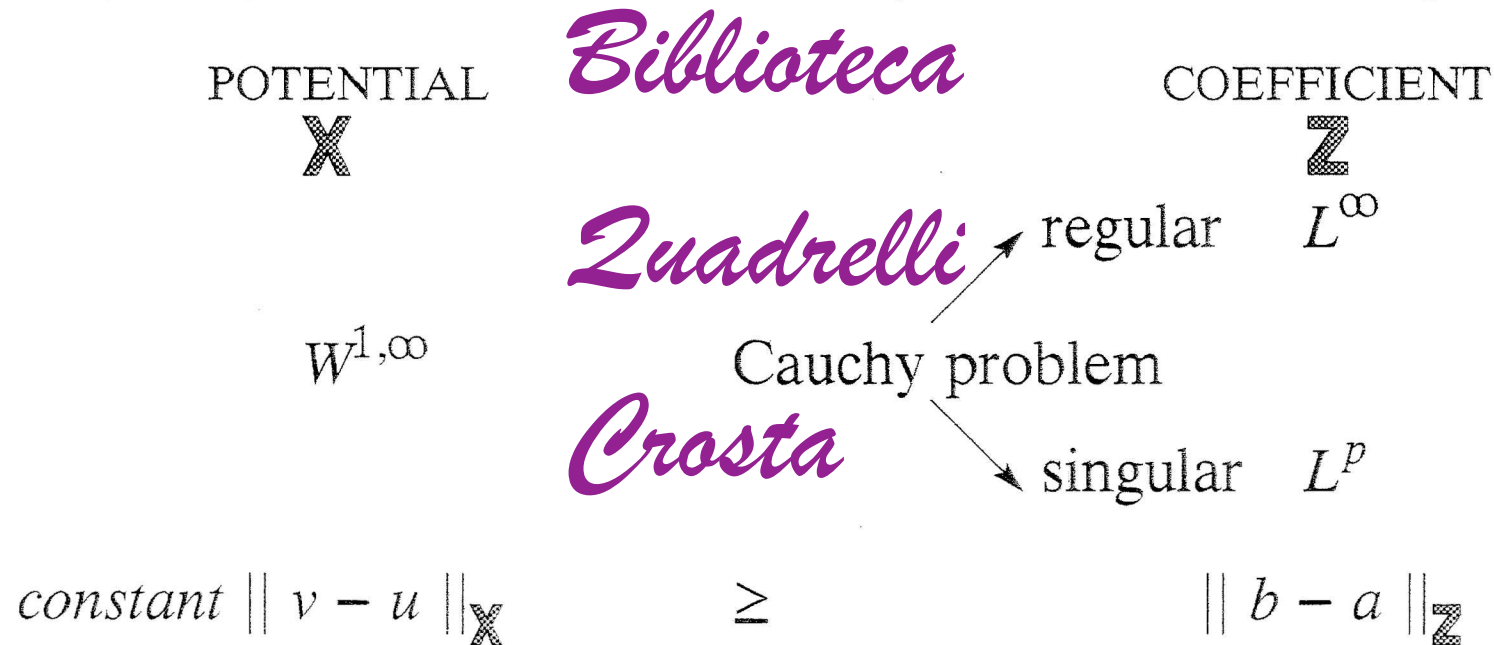 Biblioteca
POTENTIAL COEFFICIENT
X Z
regular L^∞
Quadrelli
W^{1,∞} Cauchy problem
Crosta
singular L^p
constant || v − u ||_X ≥ || b − a ||_Z